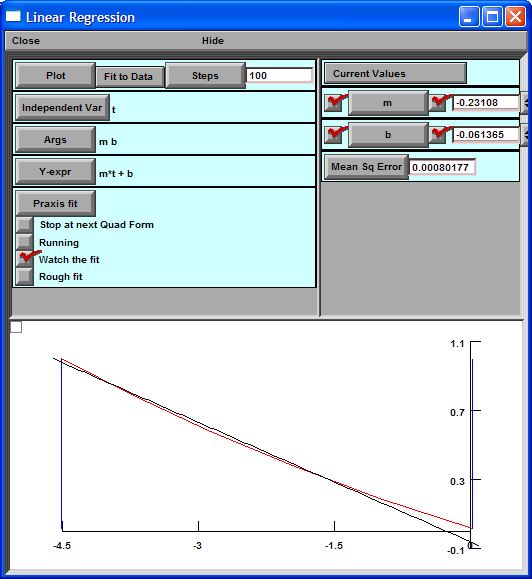 Linear Regression
Close Hide
Plot Fit to Data Steps 100
Independent Var t
Args m b
Y-expr m*t + b
Praxis fit
Stop at next Quad Form
Running
Watch the fit
Rough fit
Current Values
m -0.23108
b -0.061365
Mean Sq Error 0.00080177
1.1
0.7
0.3
-4.5 -3 -1.5 0
-0.1